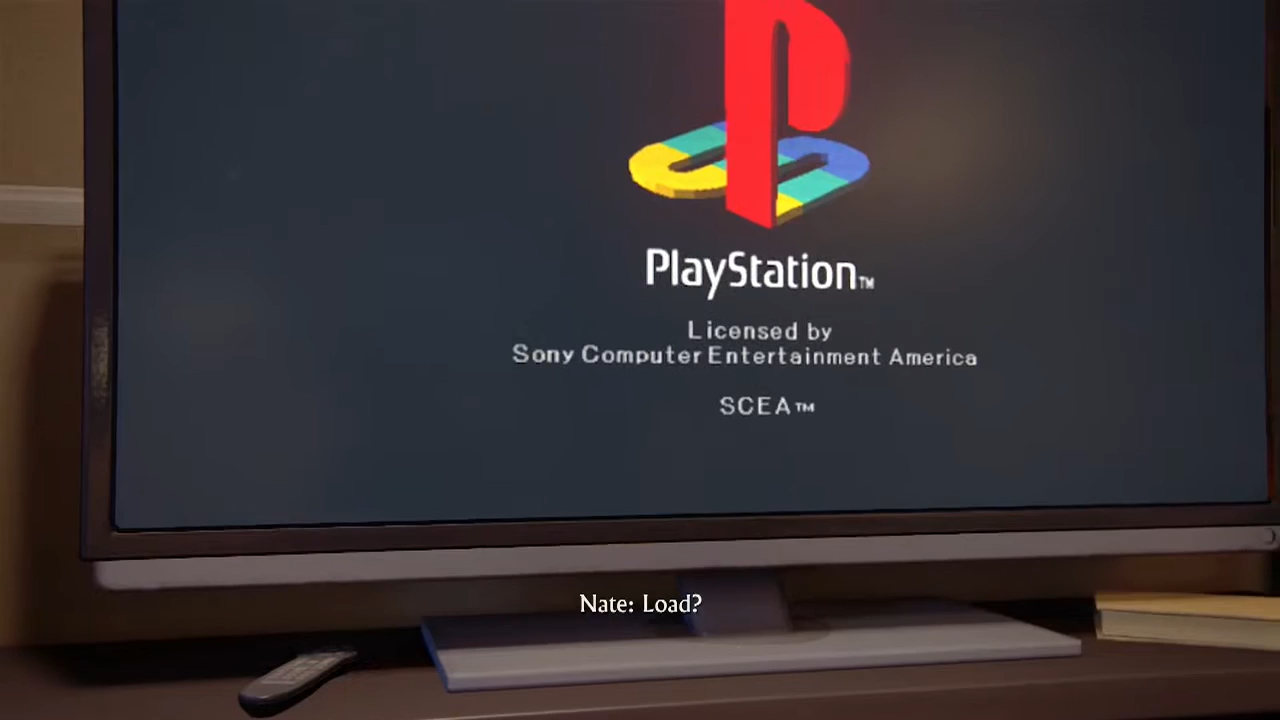 PlayStation™
Licensed by
Sony Computer Entertainment America
SCEA™
Nate: Load?